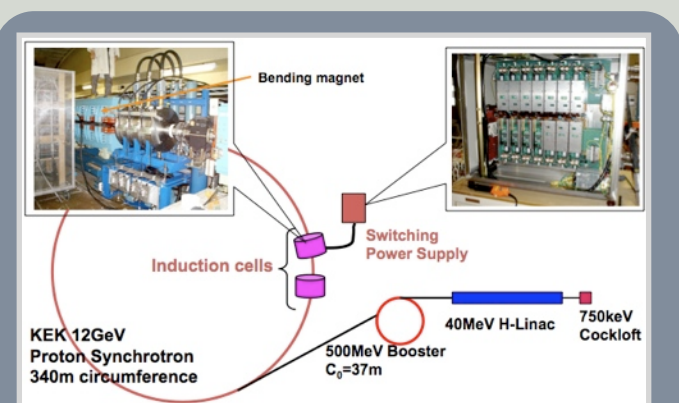 Bending magnet
Switching
Power Supply
Induction cells
KEK 12GeV
Proton Synchrotron
340m circumference
500MeV Booster
C₀=37m
40MeV H-Linac
750keV
Cockloft